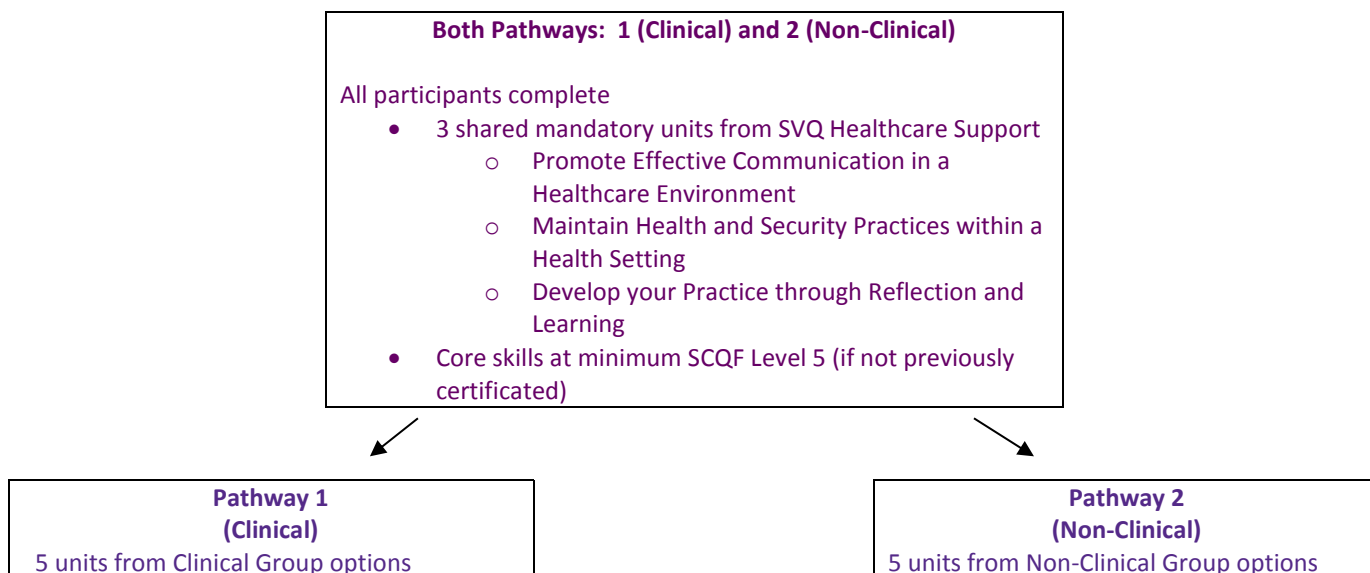 Both Pathways:  1 (Clinical) and 2 (Non-Clinical)
All participants complete
• 3 shared mandatory units from SVQ Healthcare Support
o Promote Effective Communication in a
Healthcare Environment
o Maintain Health and Security Practices within a
Health Setting
o Develop your Practice through Reflection and
Learning
• Core skills at minimum SCQF Level 5 (if not previously
certificated)
Pathway 1
(Clinical)
5 units from Clinical Group options
Pathway 2
(Non-Clinical)
5 units from Non-Clinical Group options